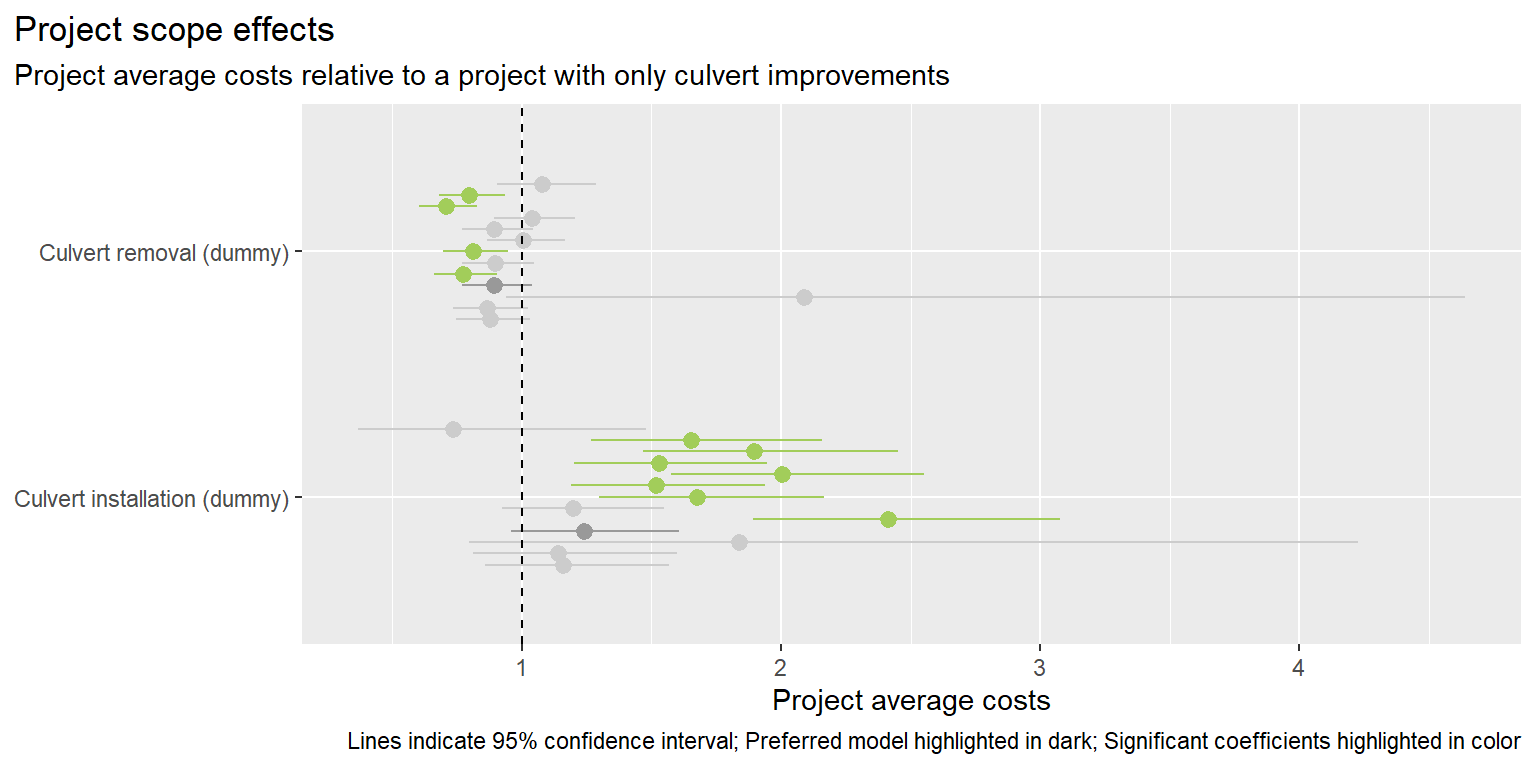 Project scope effects
Project average costs relative to a project with only culvert improvements
Culvert removal (dummy)
Culvert installation (dummy)
1 2 3 4
Project average costs
Lines indicate 95% confidence interval; Preferred model highlighted in dark; Significant coefficients highlighted in color